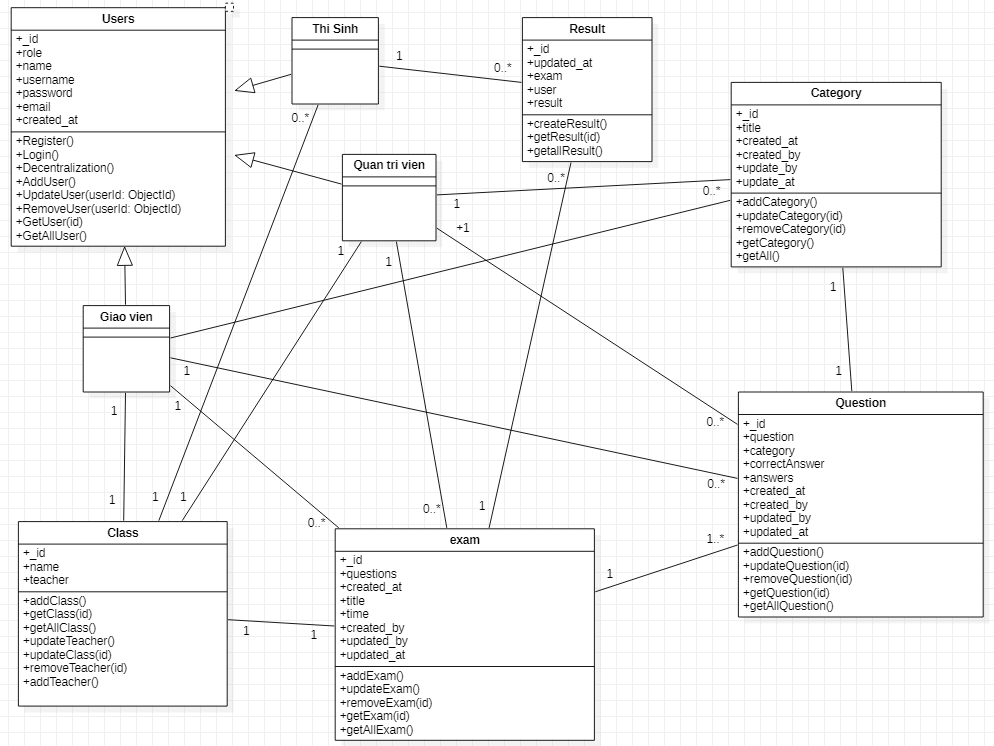 Users
+_id
+role
+name
+username
+password
+email
+created_at
+Register()
+Login()
+Decentralization()
+AddUser()
+UpdateUser(userId: ObjectId)
+RemoveUser(userId: ObjectId)
+GetUser(id)
+GetAllUser()
Thi Sinh
1
0..*
0..*
Result
+_id
+updated_at
+exam
+user
+result
+createResult()
+getResult(id)
+getallResult()
0..*
Category
+_id
+title
+created_at
+created_by
+update_by
+update_at
+addCategory()
+updateCategory(id)
+removeCategory(id)
+getCategory()
+getAll()
0..*
1
Quan tri vien
1
+1
1
1
Giao vien
1
1
1
1
1
1
1
0..*
0..*
1
0..*
0..*
1..*
1
Question
+_id
+question
+category
+correctAnswer
+answers
+created_at
+created_by
+updated_by
+updated_at
+addQuestion()
+updateQuestion(id)
+removeQuestion(id)
+getQuestion(id)
+getAllQuestion()
Class
+_id
+name
+teacher
+addClass()
+getClass(id)
+getAllClass()
+updateTeacher()
+updateClass(id)
+removeTeacher(id)
+addTeacher()
1
1
exam
+_id
+questions
+created_at
+title
+time
+created_by
+updated_by
+updated_at
+addExam()
+updateExam()
+removeExam(id)
+getExam(id)
+getAllExam()
1